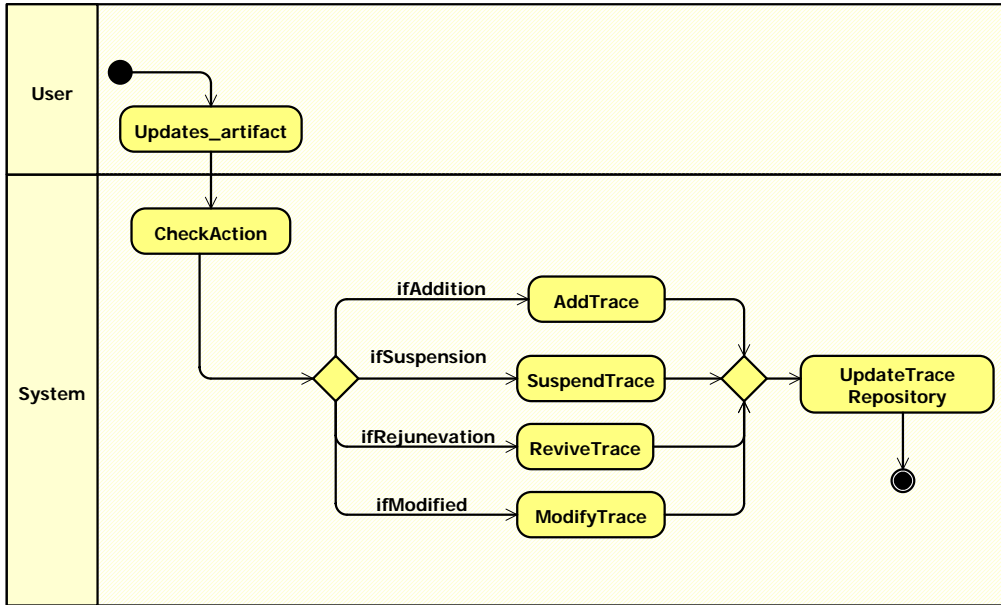 User
Updates_artifact
System
CheckAction
ifAddition
AddTrace
ifSuspension
SuspendTrace
ifRejunevation
ReviveTrace
ifModified
ModifyTrace
UpdateTrace
Repository